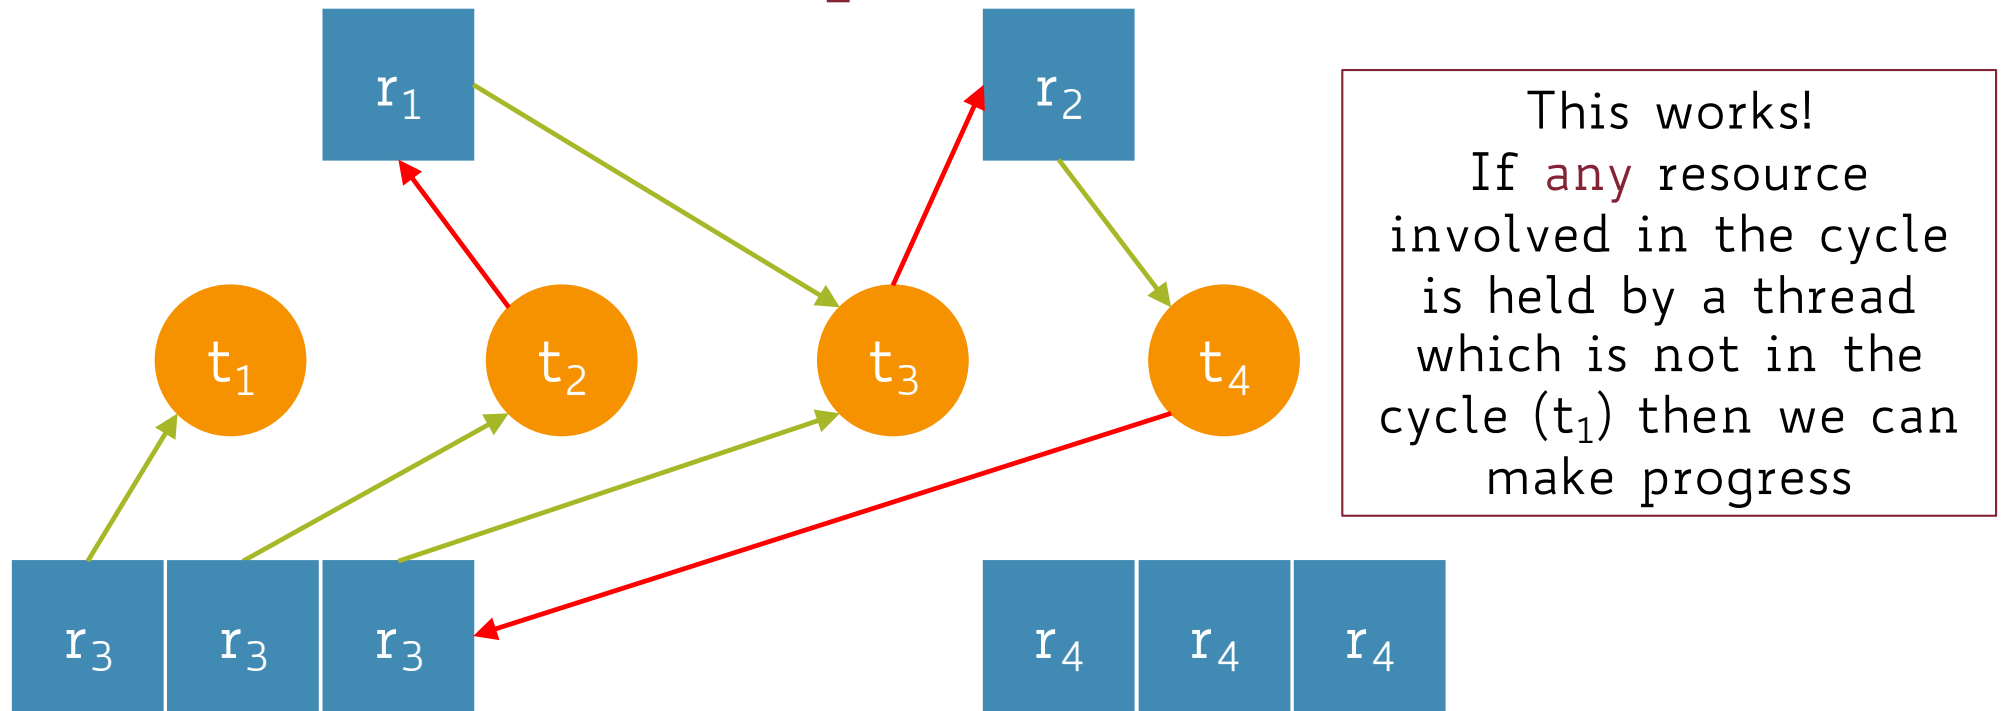 r₁
r₂
This works!
If any resource
involved in the cycle
is held by a thread
which is not in the
cycle (t₁) then we can
make progress
t₁
t₂
t₃
t₄
r₃
r₃
r₃
r₄
r₄
r₄